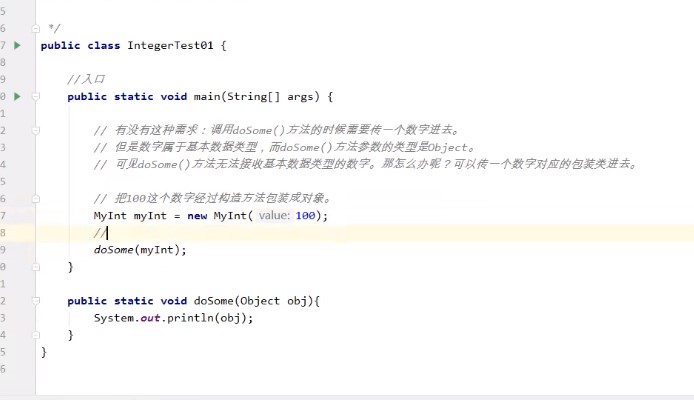 5
6 */
7 public class IntegerTest01 {
8
9 //入口
0 public static void main(String[] args) {
1
2 // 有没有这种需求：调用doSome()方法的时候需要传一个数字进去。
3 // 但是数字属于基本数据类型，而doSome()方法参数的类型是Object。
4 // 可见doSome()方法无法接收基本数据类型的数字。那怎么办呢？可以传一个数字对应的包装类进去。
5
6 // 把100这个数字经过构造方法包装成对象。
7 MyInt myInt = new MyInt( value: 100);
8 //
9 doSome(myInt);
0 }
1
2 public static void doSome(Object obj){
3 System.out.println(obj);
4 }
5 }
6